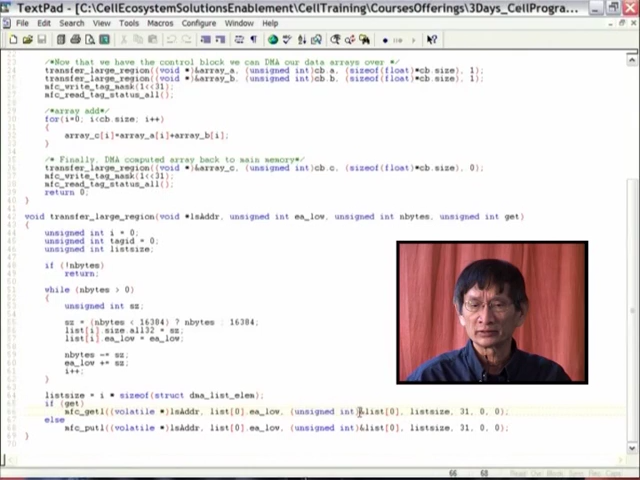 TextPad - [C:\CellEcosystemSolutionsEnablement\CellTraining\CoursesOfferings\3Days_CellProgra...
File Edit Search View Tools Macros Configure Window Help
/*Now that we have the control block we can DMA our data arrays over */
24 transfer_large_region((void *)&array_a, (unsigned int)cb.a, (sizeof(float)*cb.size), 1);
transfer_large_region((void *)&array_b, (unsigned int)cb.b, (sizeof(float)*cb.size), 1);
mfc_write_tag_mask(1<<31);
mfc_read_tag_status_all();
/*array add*/
for(i=0; i<cb.size; i++)
{
array_c[i]=array_a[i]+array_b[i];
}
/* Finally, DMA computed array back to main memory*/
transfer_large_region((void *)&array_c, (unsigned int)cb.c, (sizeof(float)*cb.size), 0);
mfc_write_tag_mask(1<<31);
mfc_read_tag_status_all();
return 0;
}
void transfer_large_region(void *lsAddr, unsigned int ea_low, unsigned int nbytes, unsigned int get)
{
unsigned int i = 0;
unsigned int tagid = 0;
unsigned int listsize;
if (!nbytes)
return;
while (nbytes > 0)
{
unsigned int sz;
sz = (nbytes < 16384) ? nbytes : 16384;
list[i].size.all32 = sz;
list[i].ea_low = ea_low;
nbytes -= sz;
ea_low += sz;
i++;
}
listsize = i * sizeof(struct dma_list_elem);
if (get)
mfc_getl((volatile *)lsAddr, list[0].ea_low, (unsigned int)&list[0], listsize, 31, 0, 0);
else
mfc_putl((volatile *)lsAddr, list[0].ea_low, (unsigned int)&list[0], listsize, 31, 0, 0);
}
66 68